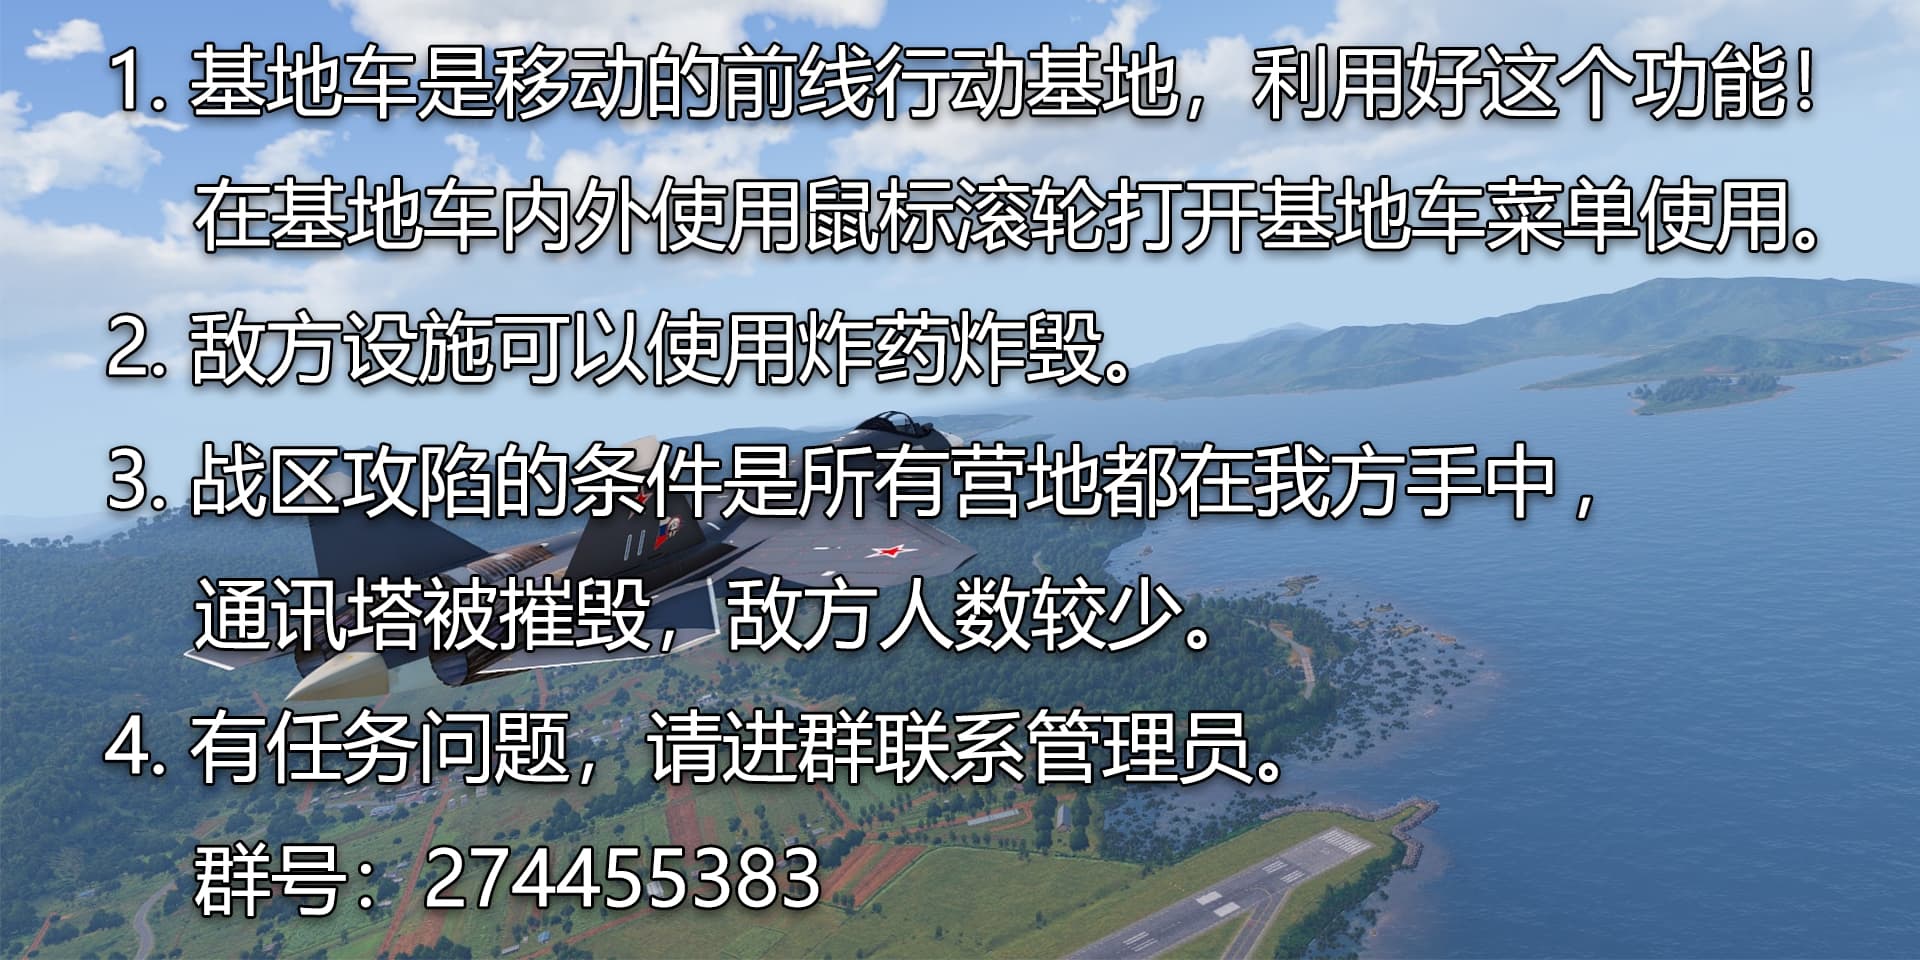 1. 基地车是移动的前线行动基地，利用好这个功能！
在基地车内外使用鼠标滚轮打开基地车菜单使用。
2. 敌方设施可以使用炸药炸毁。
3. 战区攻陷的条件是所有营地都在我方手中，
通讯塔被摧毁，敌方人数较少。
4. 有任务问题，请进群联系管理员。
群号：274455383